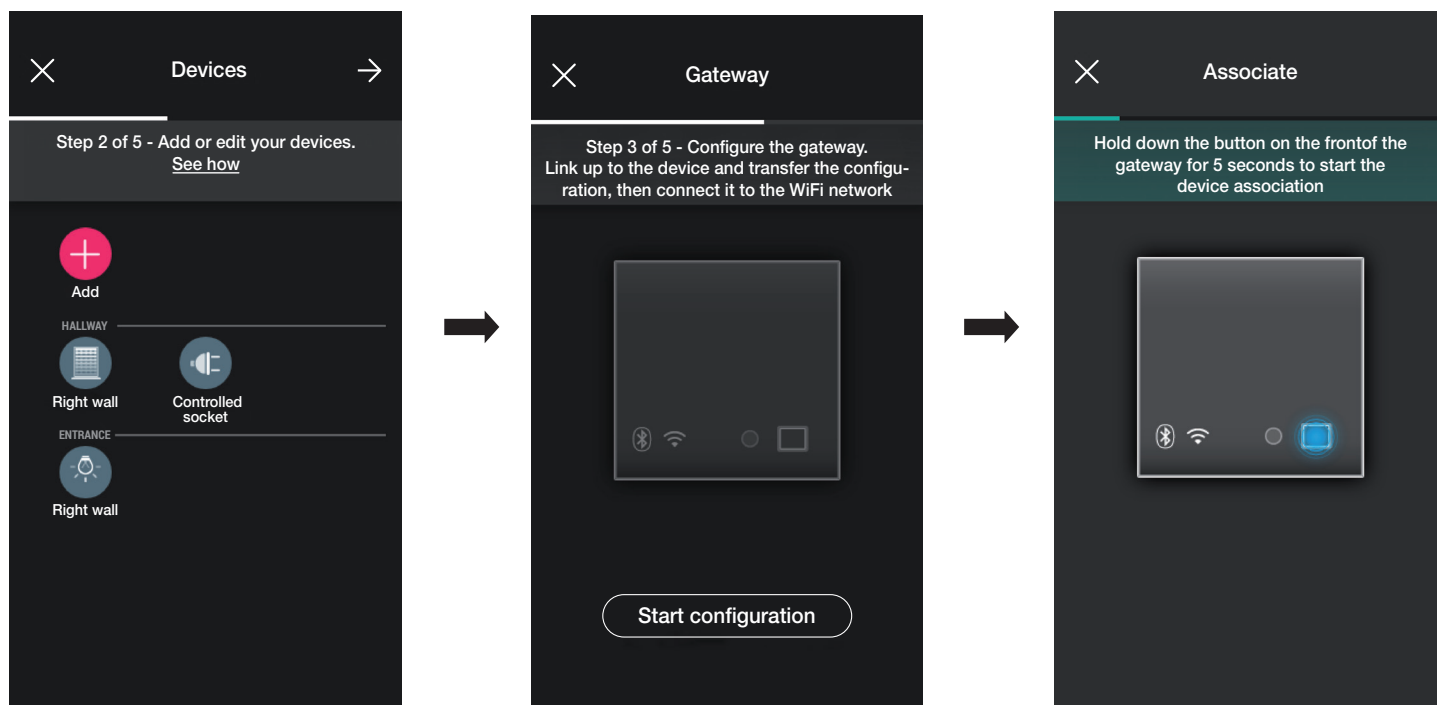 Devices
Step 2 of 5 - Add or edit your devices.
See how
Add
HALLWAY
Right wall
Controlled
socket
ENTRANCE
Right wall
Gateway
Step 3 of 5 - Configure the gateway.
Link up to the device and transfer the configu-
ration, then connect it to the WiFi network
Start configuration
Associate
Hold down the button on the frontof the
gateway for 5 seconds to start the
device association